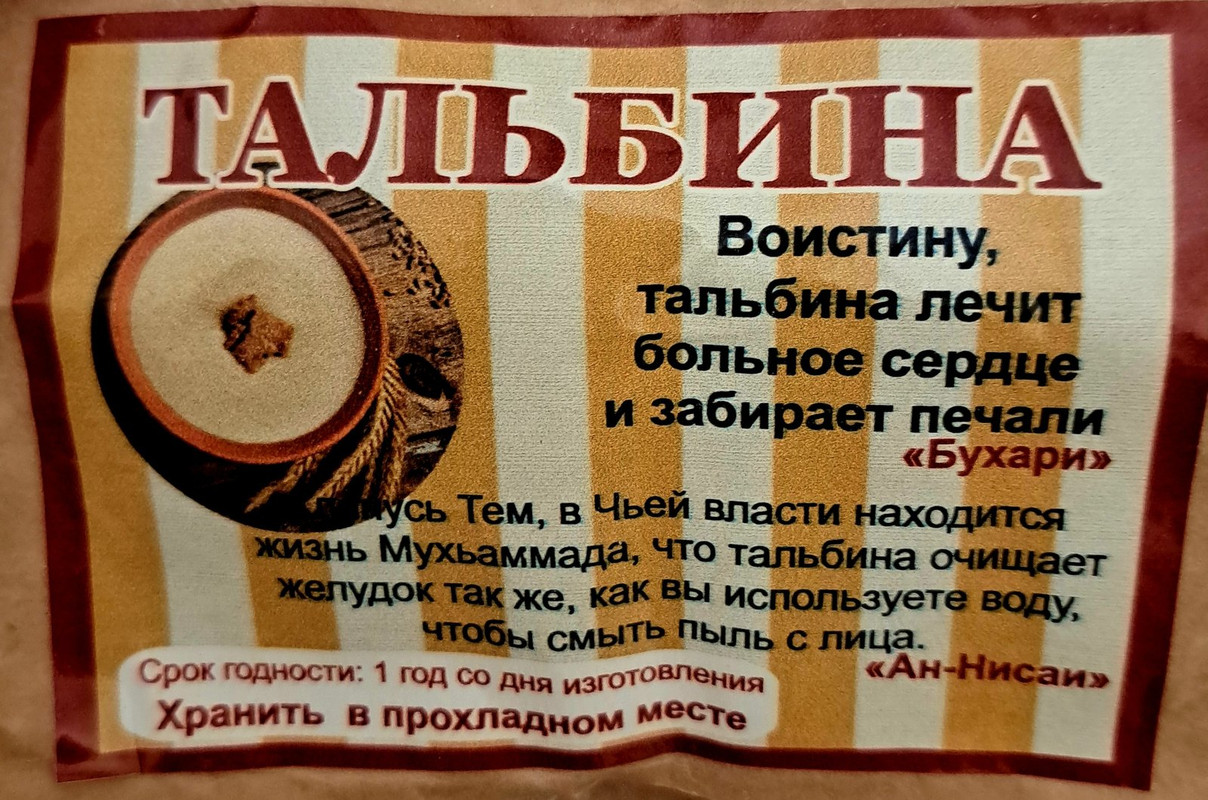 ТАЛЬБИНА
Воистину,
тальбина лечит
больное сердце
и забирает печали
«Бухари»
Тем, в Чьей власти находится
жизнь Мухьаммада, что тальбина очищает
желудок так же, как вы используете воду,
чтобы смыть пыль с лица.
«Ан-Нисаи»
Срок годности: 1 год со дня изготовления
Хранить в прохладном месте